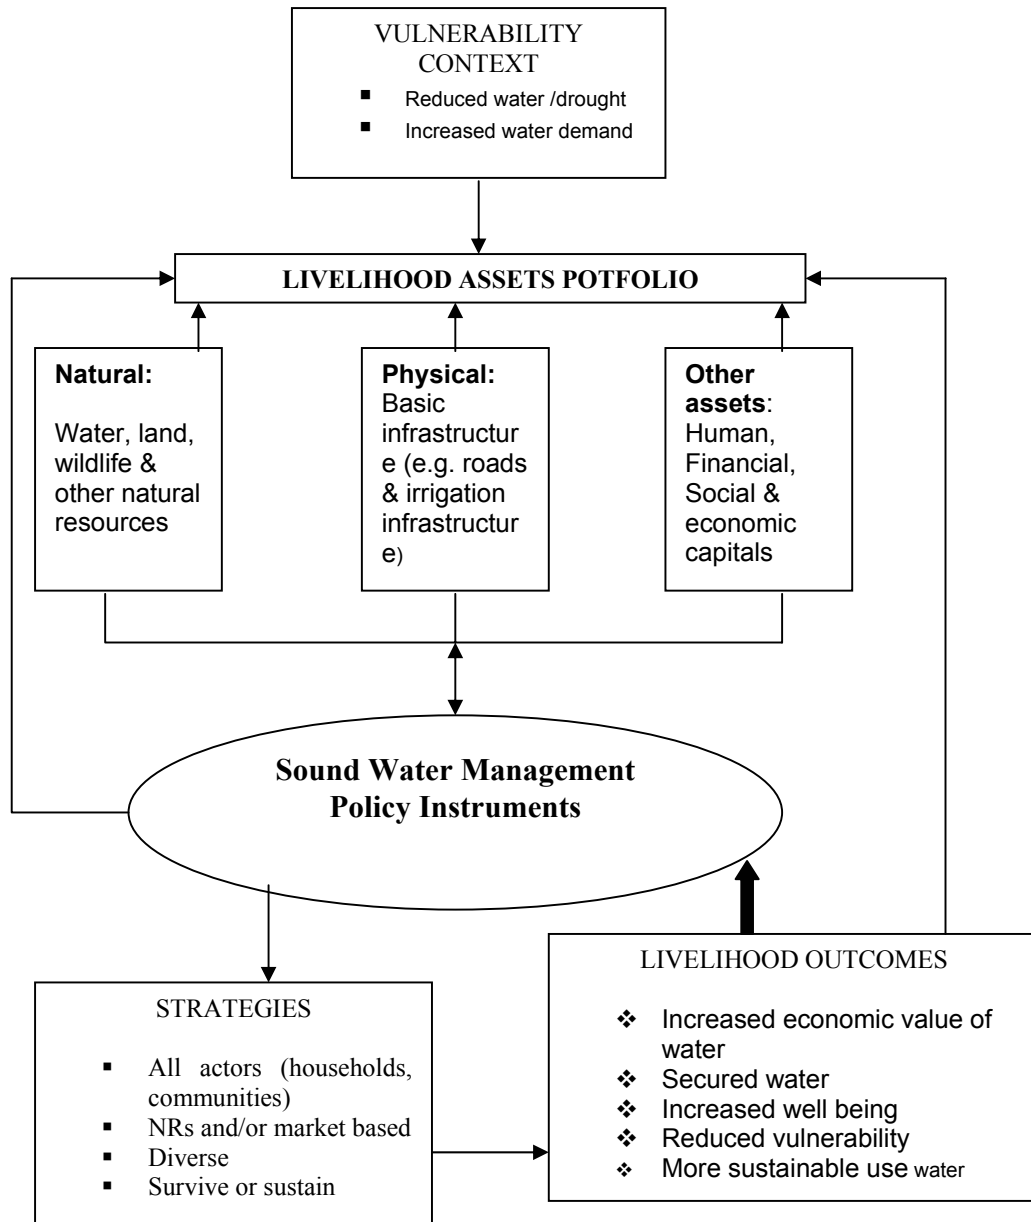 VULNERABILITY
CONTEXT
▪ Reduced water /drought
▪ Increased water demand
LIVELIHOOD ASSETS POTFOLIO
Natural:
Water, land,
wildlife &
other natural
resources
Physical:
Basic
infrastructur
e (e.g. roads
& irrigation
infrastructur
e)
Other
assets:
Human,
Financial,
Social &
economic
capitals
Sound Water Management
Policy Instruments
STRATEGIES
▪ All actors (households,
communities)
▪ NRs and/or market based
▪ Diverse
▪ Survive or sustain
LIVELIHOOD OUTCOMES
❖ Increased economic value of
water
❖ Secured water
❖ Increased well being
❖ Reduced vulnerability
❖ More sustainable use water